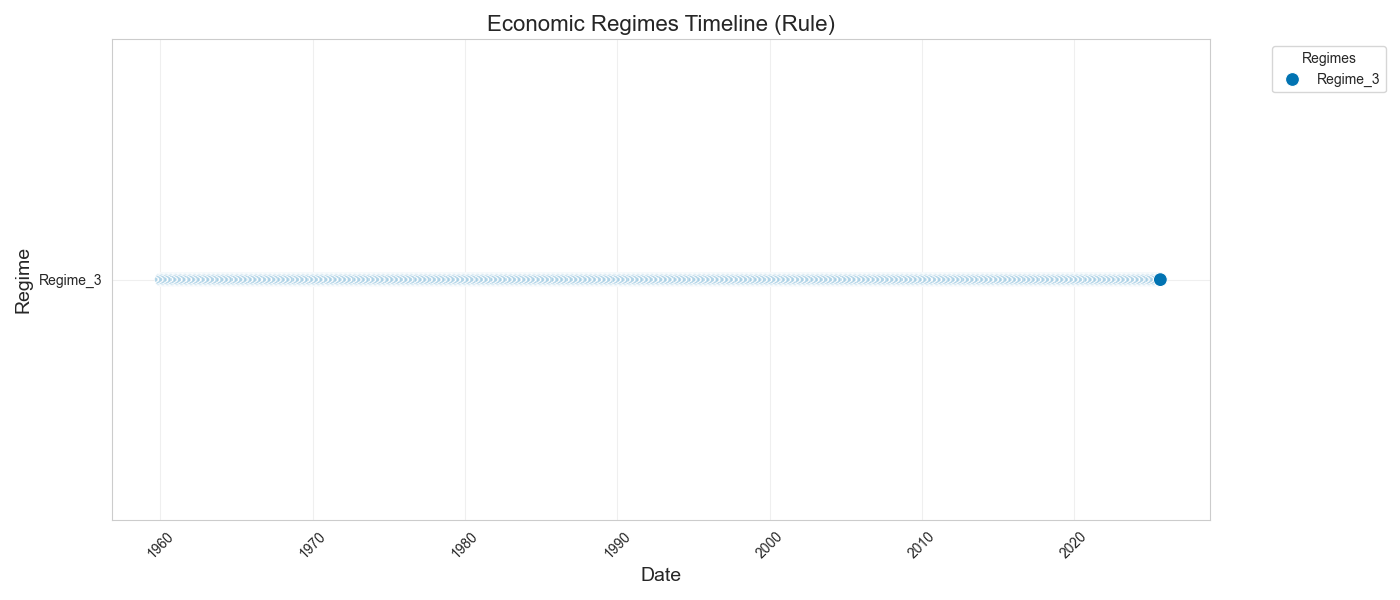 Economic Regimes Timeline (Rule)
Regimes
Regime_3
Regime
Regime_3
1960
1970
1980
1990
2000
2010
2020
Date